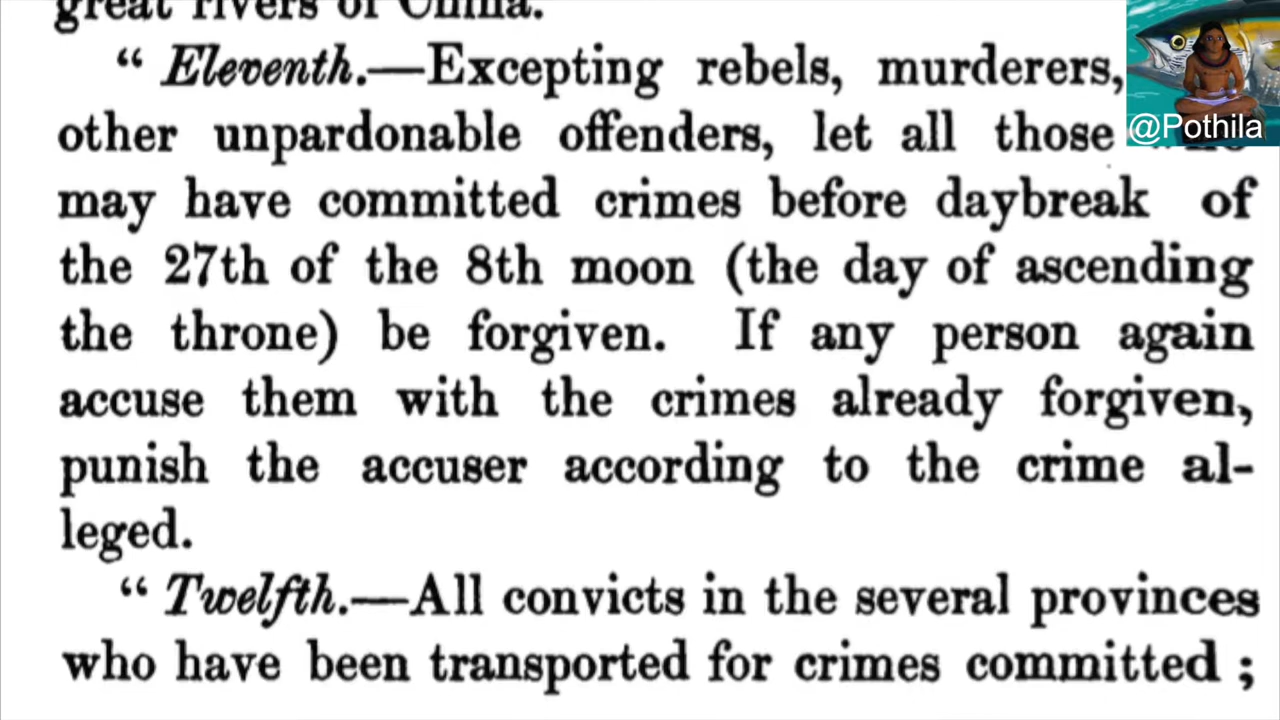 great rivers of China.
“ Eleventh.—Excepting rebels, murderers,
other unpardonable offenders, let all those
may have committed crimes before daybreak of
the 27th of the 8th moon (the day of ascending
the throne) be forgiven. If any person again
accuse them with the crimes already forgiven,
punish the accuser according to the crime al-
leged.
“ Twelfth.—All convicts in the several provinces
who have been transported for crimes committed ;
@Pothila